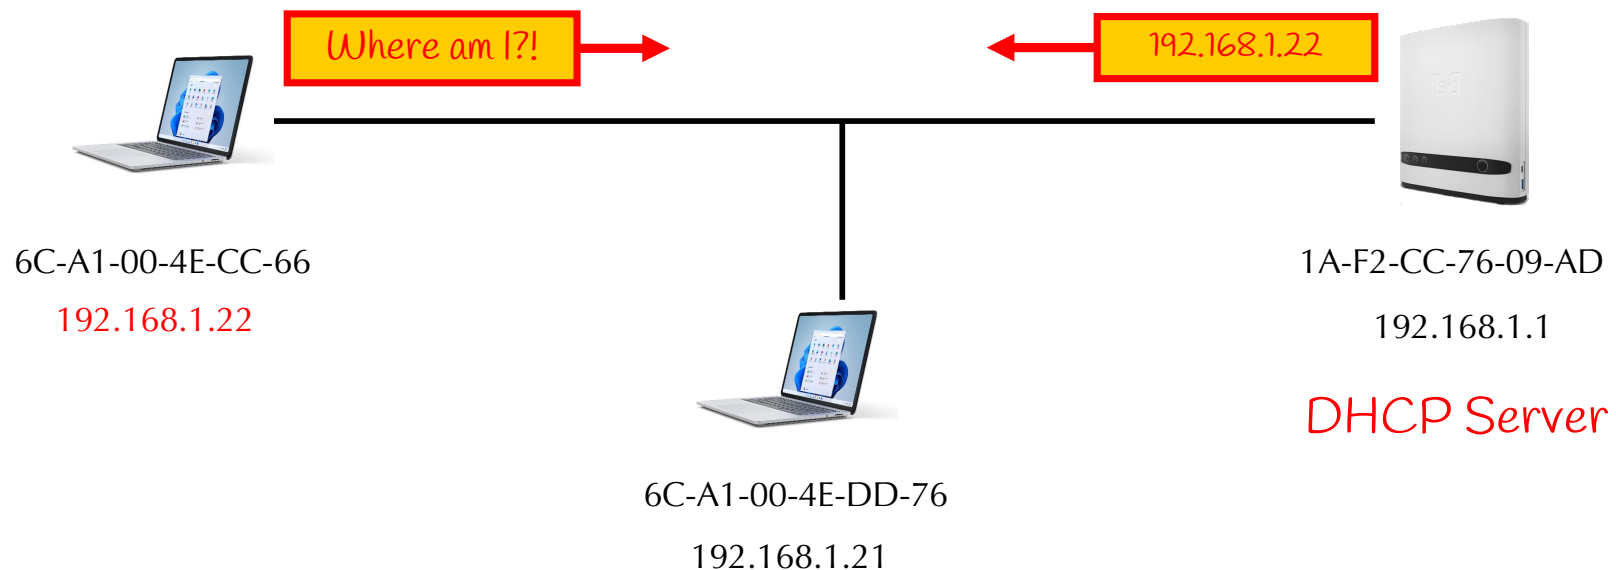 Where am I?!
192.168.1.22
Bell
6C-A1-00-4E-CC-66
192.168.1.22
1A-F2-CC-76-09-AD
192.168.1.1
DHCP Server
6C-A1-00-4E-DD-76
192.168.1.21